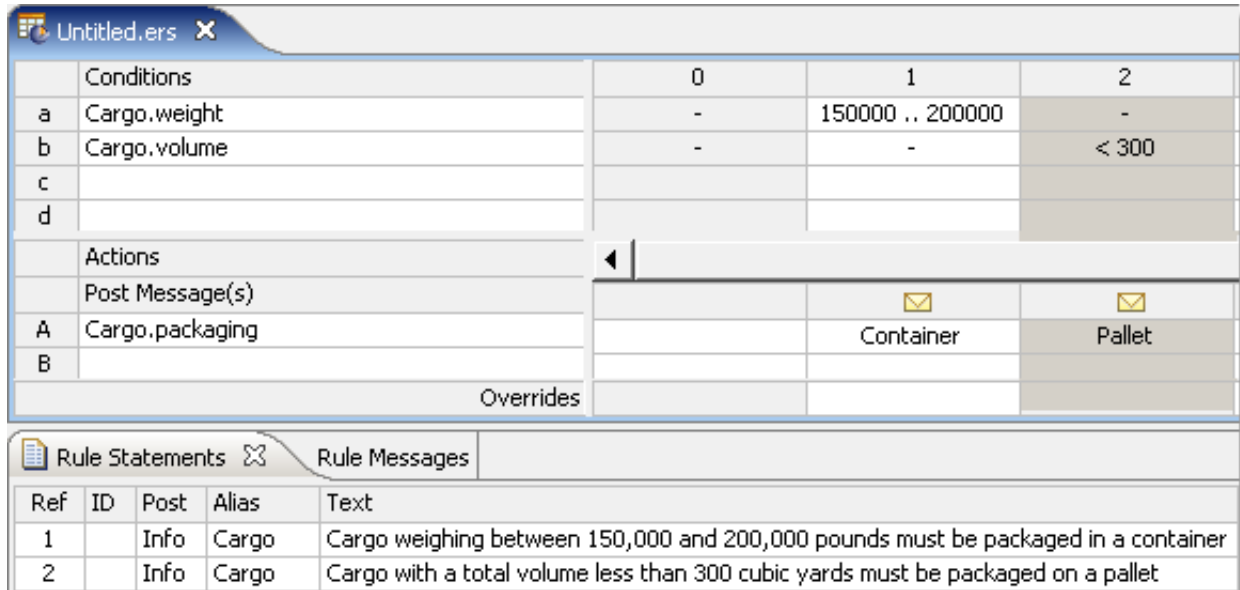 Untitled.ers
Conditions 0 1 2
a Cargo.weight - 150000 .. 200000 -
b Cargo.volume - - < 300
c
d
Actions
Post Message(s)
A Cargo.packaging Container Pallet
B
Overrides
Rule Statements Rule Messages
Ref ID Post Alias Text
1 Info Cargo Cargo weighing between 150,000 and 200,000 pounds must be packaged in a container
2 Info Cargo Cargo with a total volume less than 300 cubic yards must be packaged on a pallet